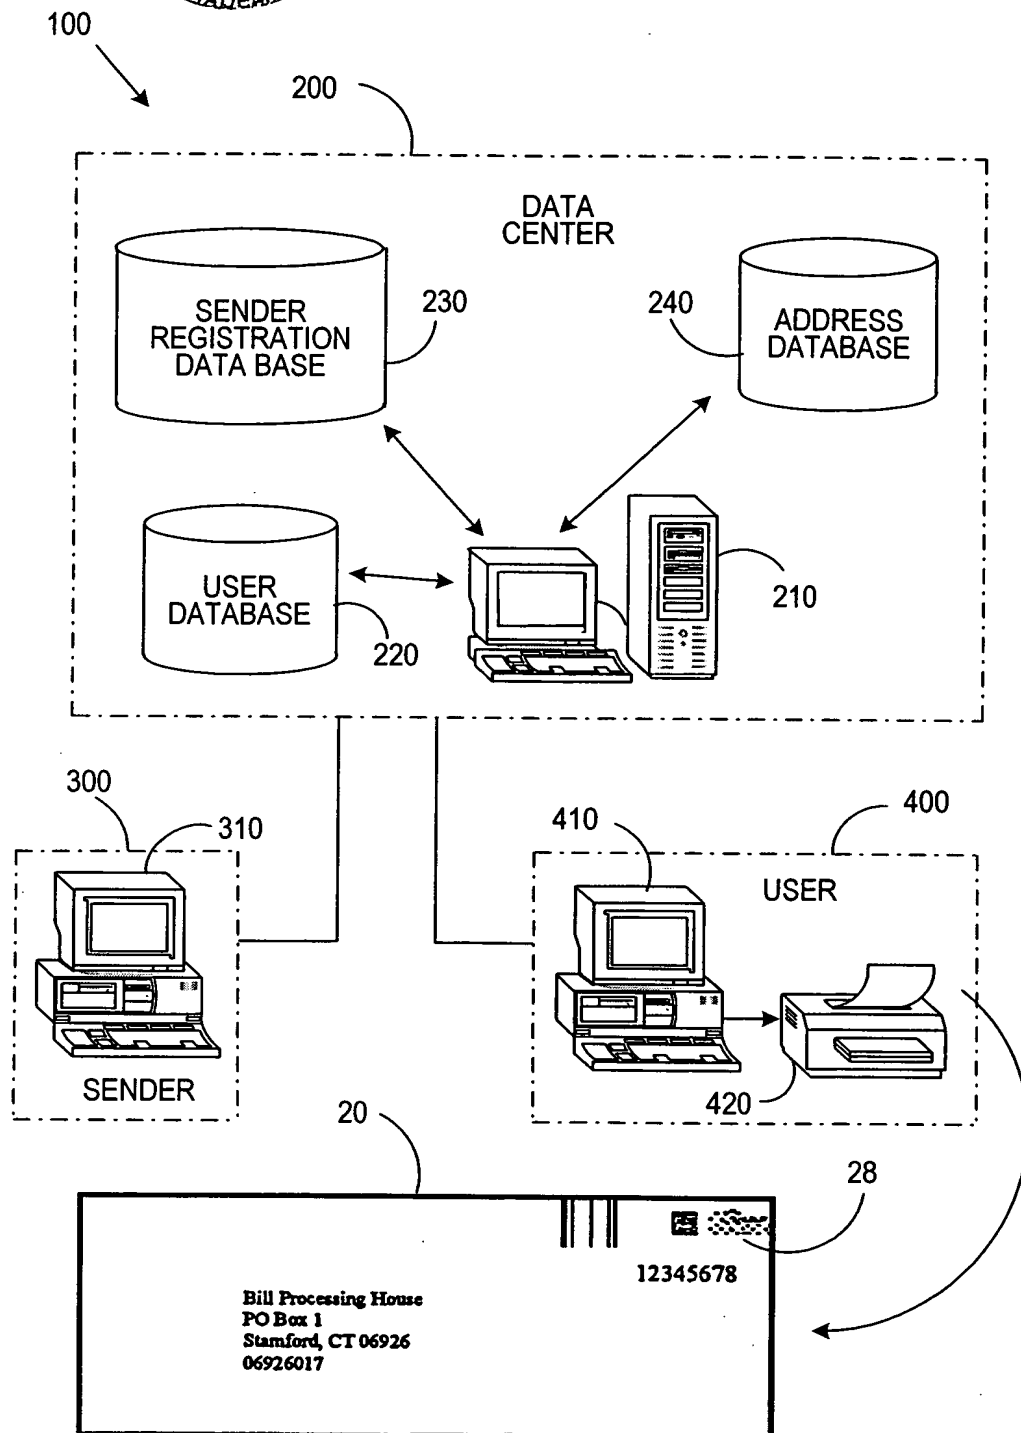 100
200
DATA
CENTER
SENDER
REGISTRATION
DATA BASE
230
240
ADDRESS
DATABASE
USER
DATABASE
220
210
300
310
SENDER
410
400
USER
420
20
28
12345678
Bill Processing House
PO Box 1
Stamford, CT 06926
06926017